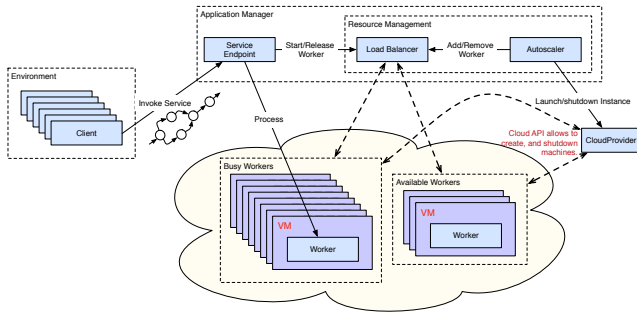 Application Manager
Resource Management
Service
Endpoint
Start/Release
Worker
Load Balancer
Add/Remove
Worker
Autoscaler
Environment
Client
Invoke Service
Launch/shutdown Instance
Process
Cloud API allows to
create, and shutdown
machines.
CloudProvider
Busy Workers
VM
Worker
Available Workers
VM
Worker